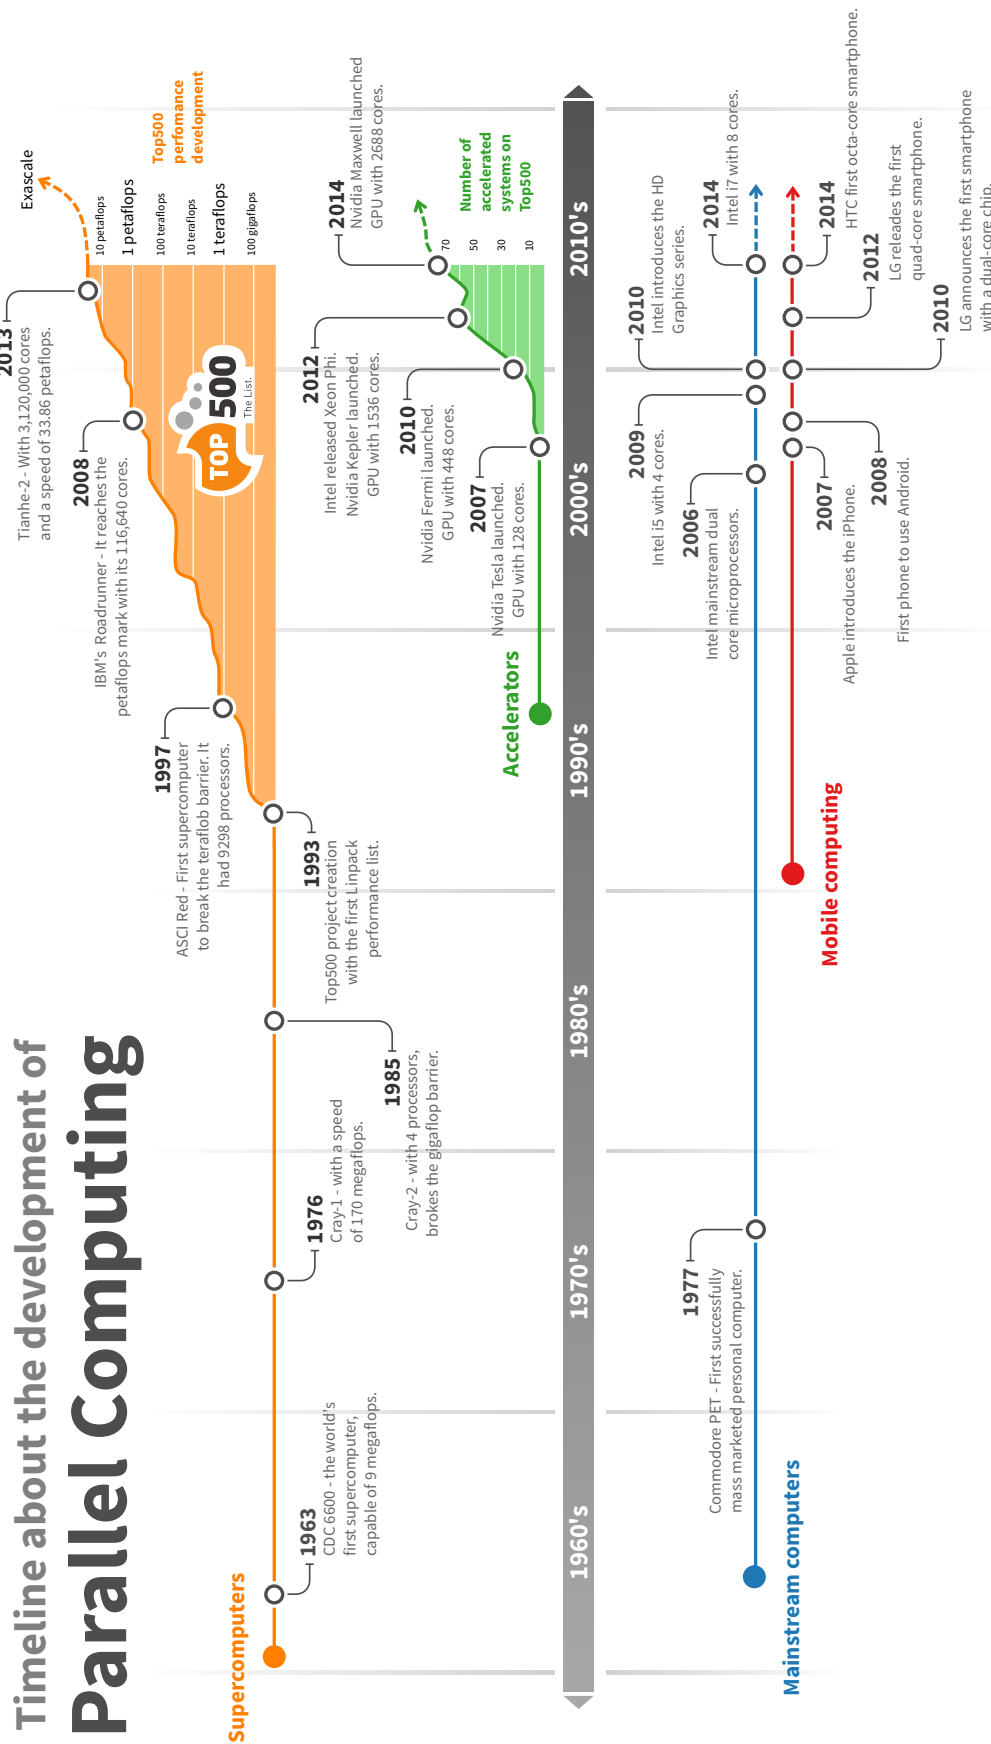 Timeline about the development of
Parallel Computing
Supercomputers
1963
CDC 6600 - the world's
first supercomputer,
capable of 9 megaflops.
1976
Cray-1 - with a speed
of 170 megaflops.
1985
Cray-2 - with 4 processors,
brokes the gigaflop barrier.
1993
Top500 project creation
with the first Linpack
performance list.
1997
ASCI Red - First supercomputer
to break the teraflob barrier. It
had 9298 processors.
2008
IBM's Roadrunner - It reaches the
petaflops mark with its 116,640 cores.
2013
Tianhe-2 - With 3,120,000 cores
and a speed of 33.86 petaflops.
TOP
500
The List.
Exascale
10 petaflops
1 petaflops
100 teraflops
10 teraflops
1 teraflops
100 gigaflops
Top500
perfomance
development
Accelerators
2007
Nvidia Tesla launched.
GPU with 128 cores.
2010
Nvidia Fermi launched.
GPU with 448 cores.
2012
Intel released Xeon Phi.
Nvidia Kepler launched.
GPU with 1536 cores.
2014
Nvidia Maxwell launched
GPU with 2688 cores.
70
50
30
10
Number of
accelerated
systems on
Top500
1960's
1970's
1980's
1990's
2000's
2010's
Mainstream computers
1977
Commodore PET - First successfully
mass marketed personal computer.
2006
Intel mainstream dual
core microprocessors.
2009
Intel i5 with 4 cores.
2010
Intel introduces the HD
Graphics series.
2014
Intel i7 with 8 cores.
Mobile computing
2007
Apple introduces the iPhone.
2008
First phone to use Android.
2010
LG announces the first smartphone
with a dual-core chip.
2012
LG releades the first
quad-core smartphone.
2014
HTC first octa-core smartphone.